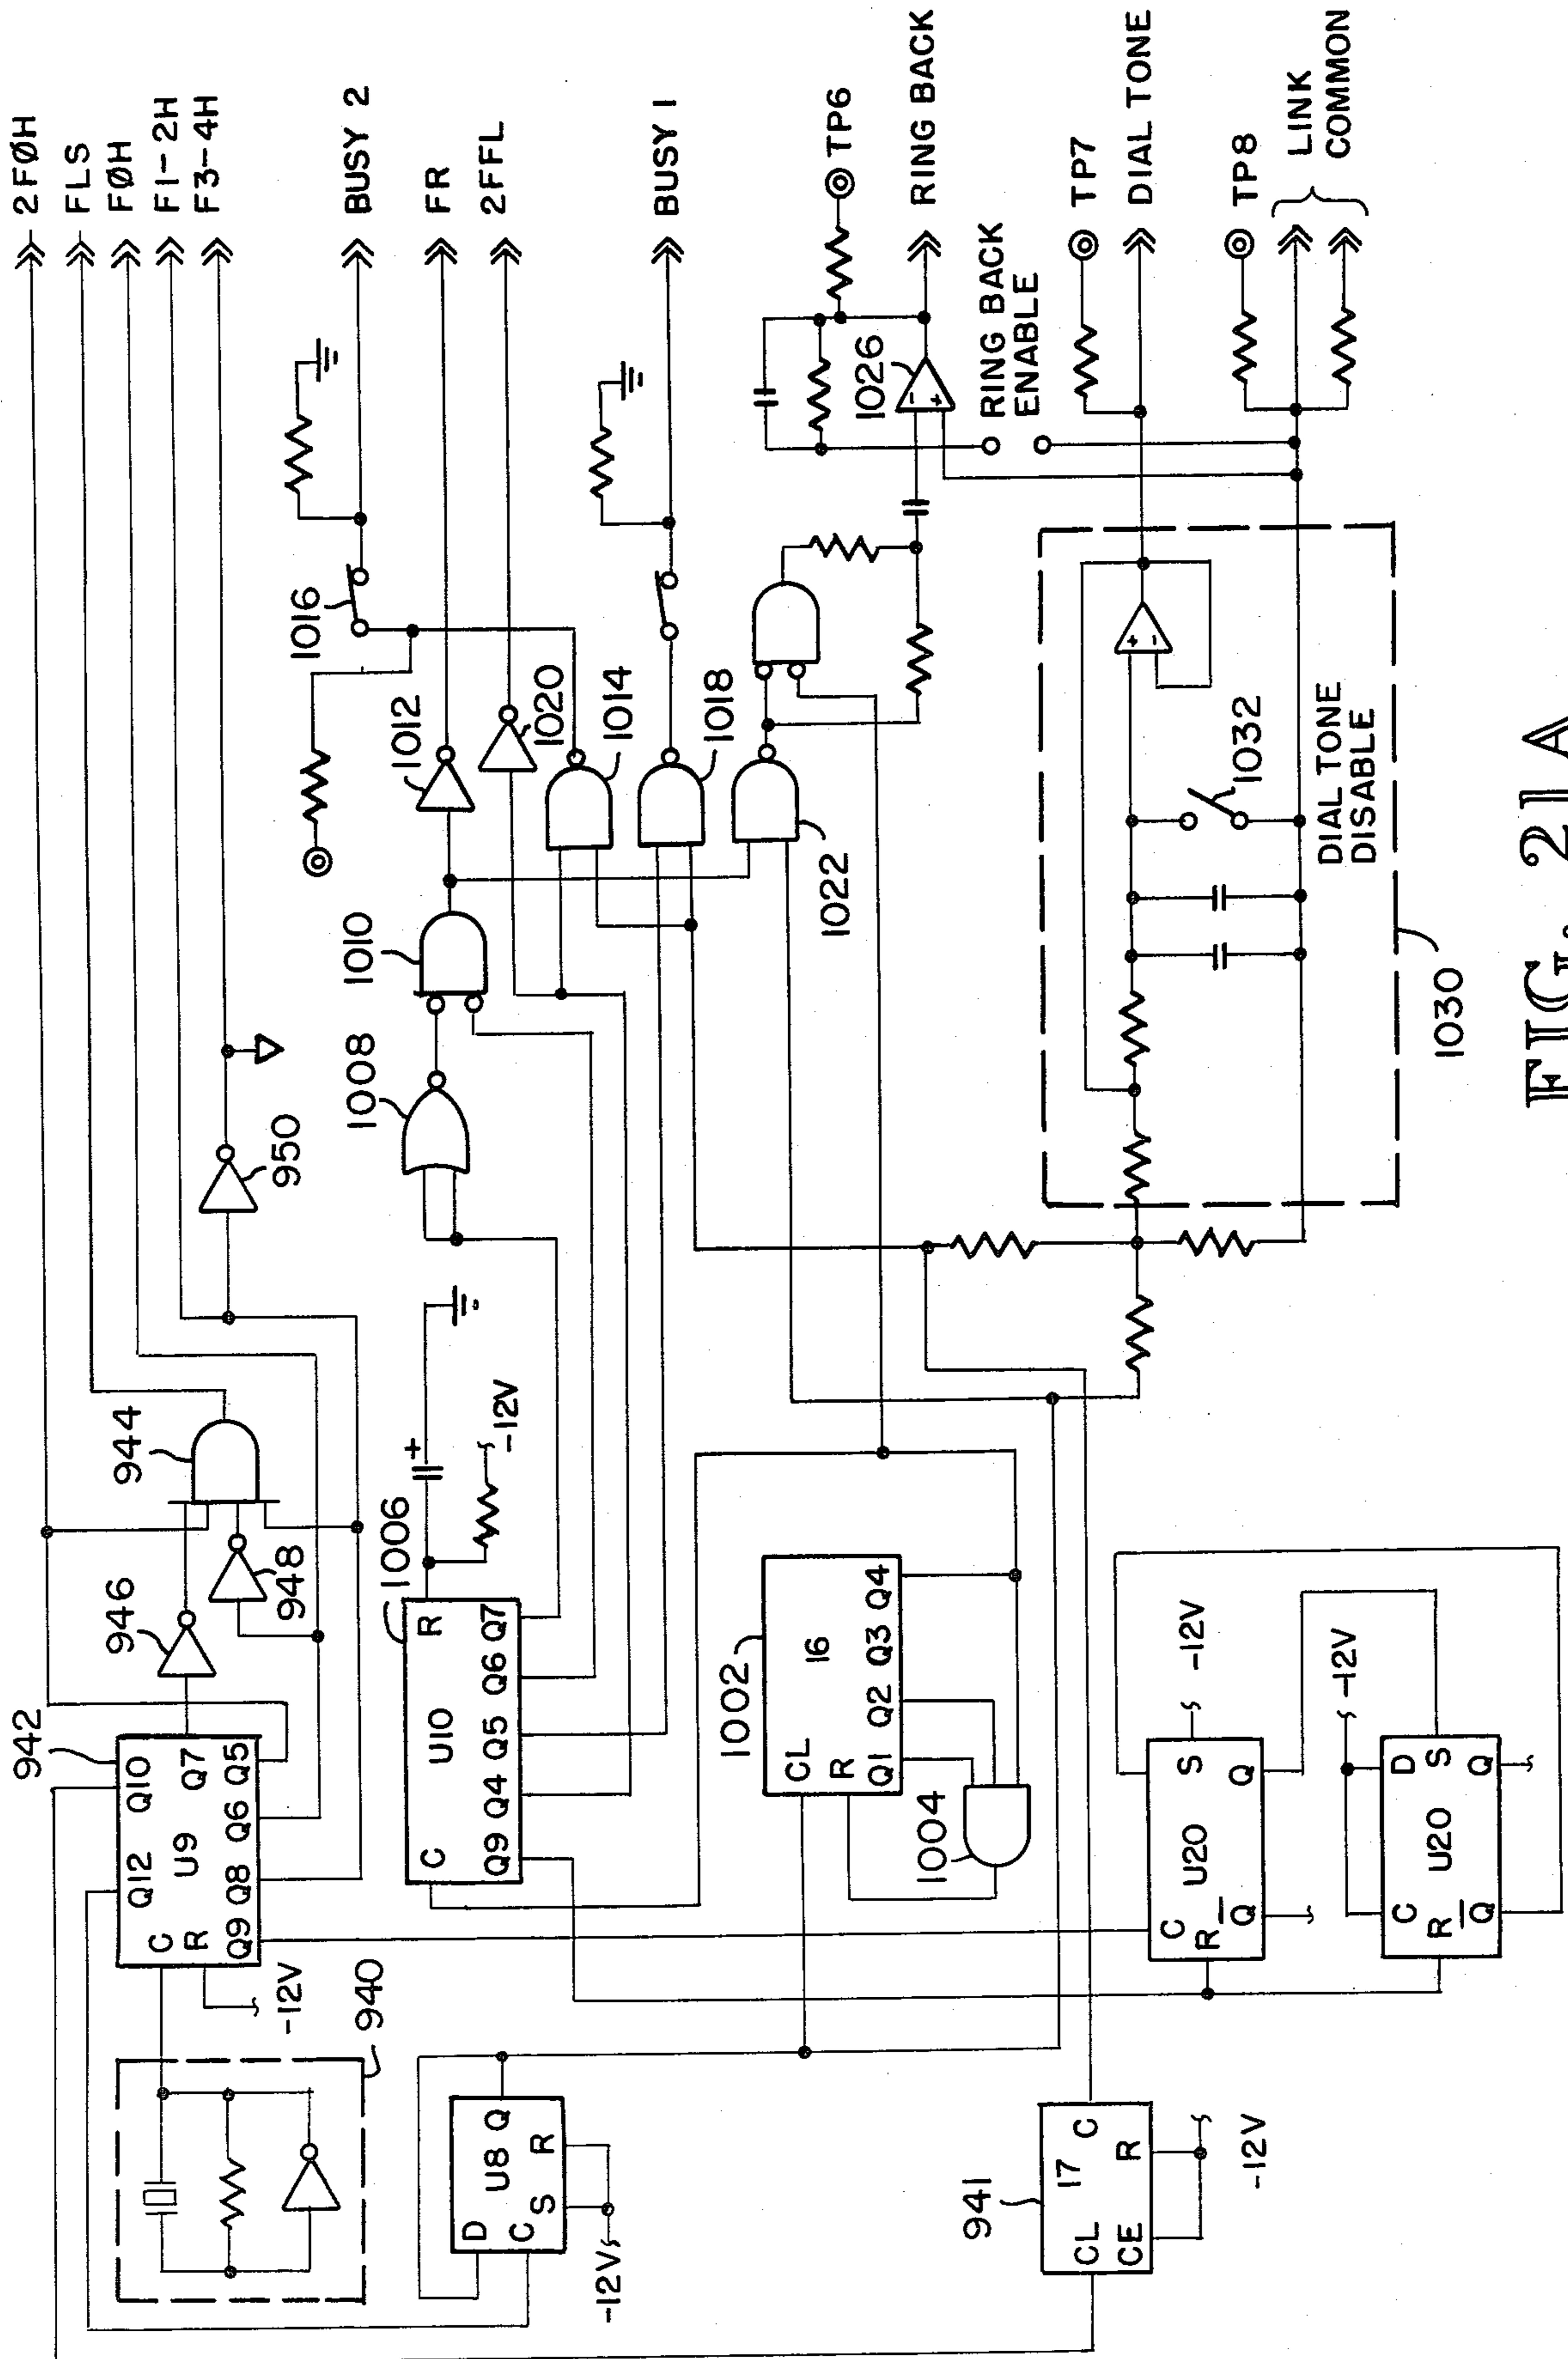 2FØH
FLS
FØH
F1-2H
F3-4H
BUSY 2
FR
2FFL
BUSY 1
TP6
RING BACK
RING BACK
ENABLE
TP7
DIAL TONE
TP8
LINK
COMMON
1016
1012
1020
1014
1018
1022
1026
1010
1008
950
944
946
948
942
Q12 Q10
U9 Q7
C
R
Q9 Q8 Q6 Q5
-12V
940
1006
C
U10
R
Q9 Q4 Q5 Q6 Q7
-12V
1002
CL
16
R
Q1 Q2 Q3 Q4
1004
D
U8 Q
C
S R
-12V
941
17
CL C
CE R
-12V
C
U20
S
R
Q
Q
-12V
C
U20
D
R
S
Q
Q
-12V
+
-
+
+
-
1032
DIAL TONE
DISABLE
1030
FIG. 21A